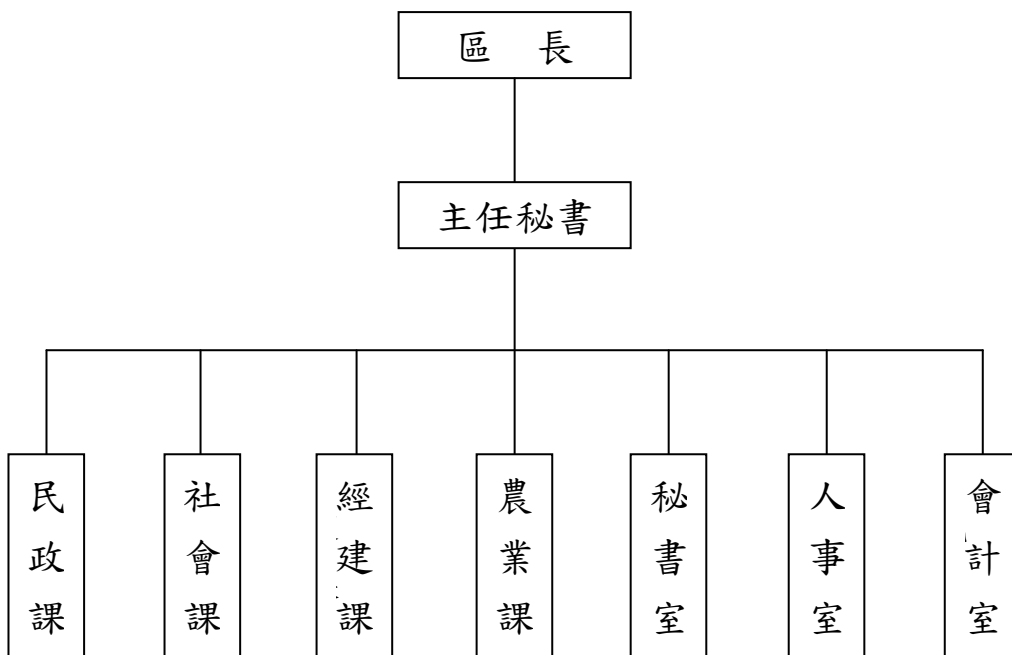 區　長
主任秘書
民政課
社會課
經建課
農業課
秘書室
人事室
會計室